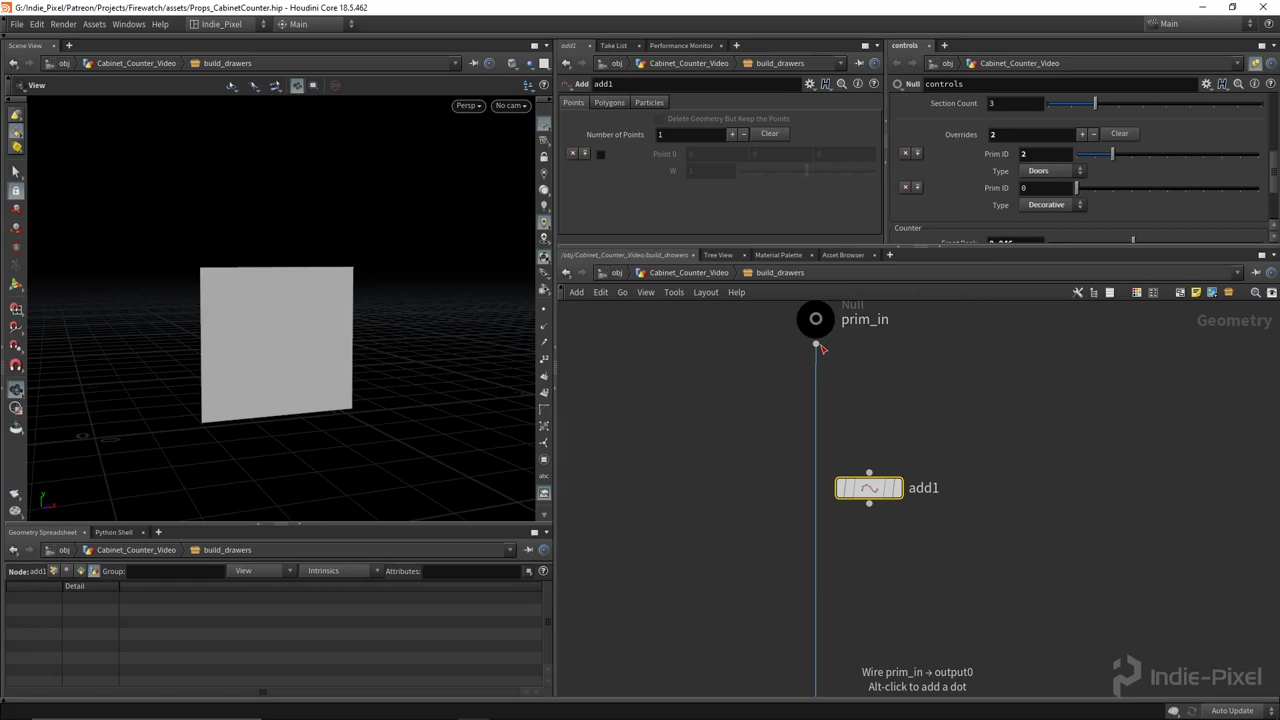 G:/Indie_Pixel/Patreon/Projects/Firewatch/assets/Props_CabinetCounter.hip - Houdini Core 18.5.462
File Edit Render Assets Windows Help Indie_Pixel Main Main
Scene View
obj Cabinet_Counter_Video build_drawers
View
Persp No cam
add1 Take List Performance Monitor
obj Cabinet_Counter_Video build_drawers
Add add1
Points Polygons Particles
Delete Geometry But Keep the Points
Number of Points 1 Clear
Point 0 0 0 0
W 1
controls
obj Cabinet_Counter_Video
Null controls
Section Count 3
Overrides 2 Clear
Prim ID 2
Type Doors
Prim ID 0
Type Decorative
Counter
/obj/Cabinet_Counter_Video/build_drawers Tree View Material Palette Asset Browser
obj Cabinet_Counter_Video build_drawers
Add Edit Go View Tools Layout Help
Null
prim_in
Geometry
add1
Wire prim_in → output0
Alt-click to add a dot
Indie-Pixel
12
abc
Geometry Spreadsheet Python Shell
obj Cabinet_Counter_Video build_drawers
Node: add1 Group: View Intrinsics Attributes:
Detail
Auto Update